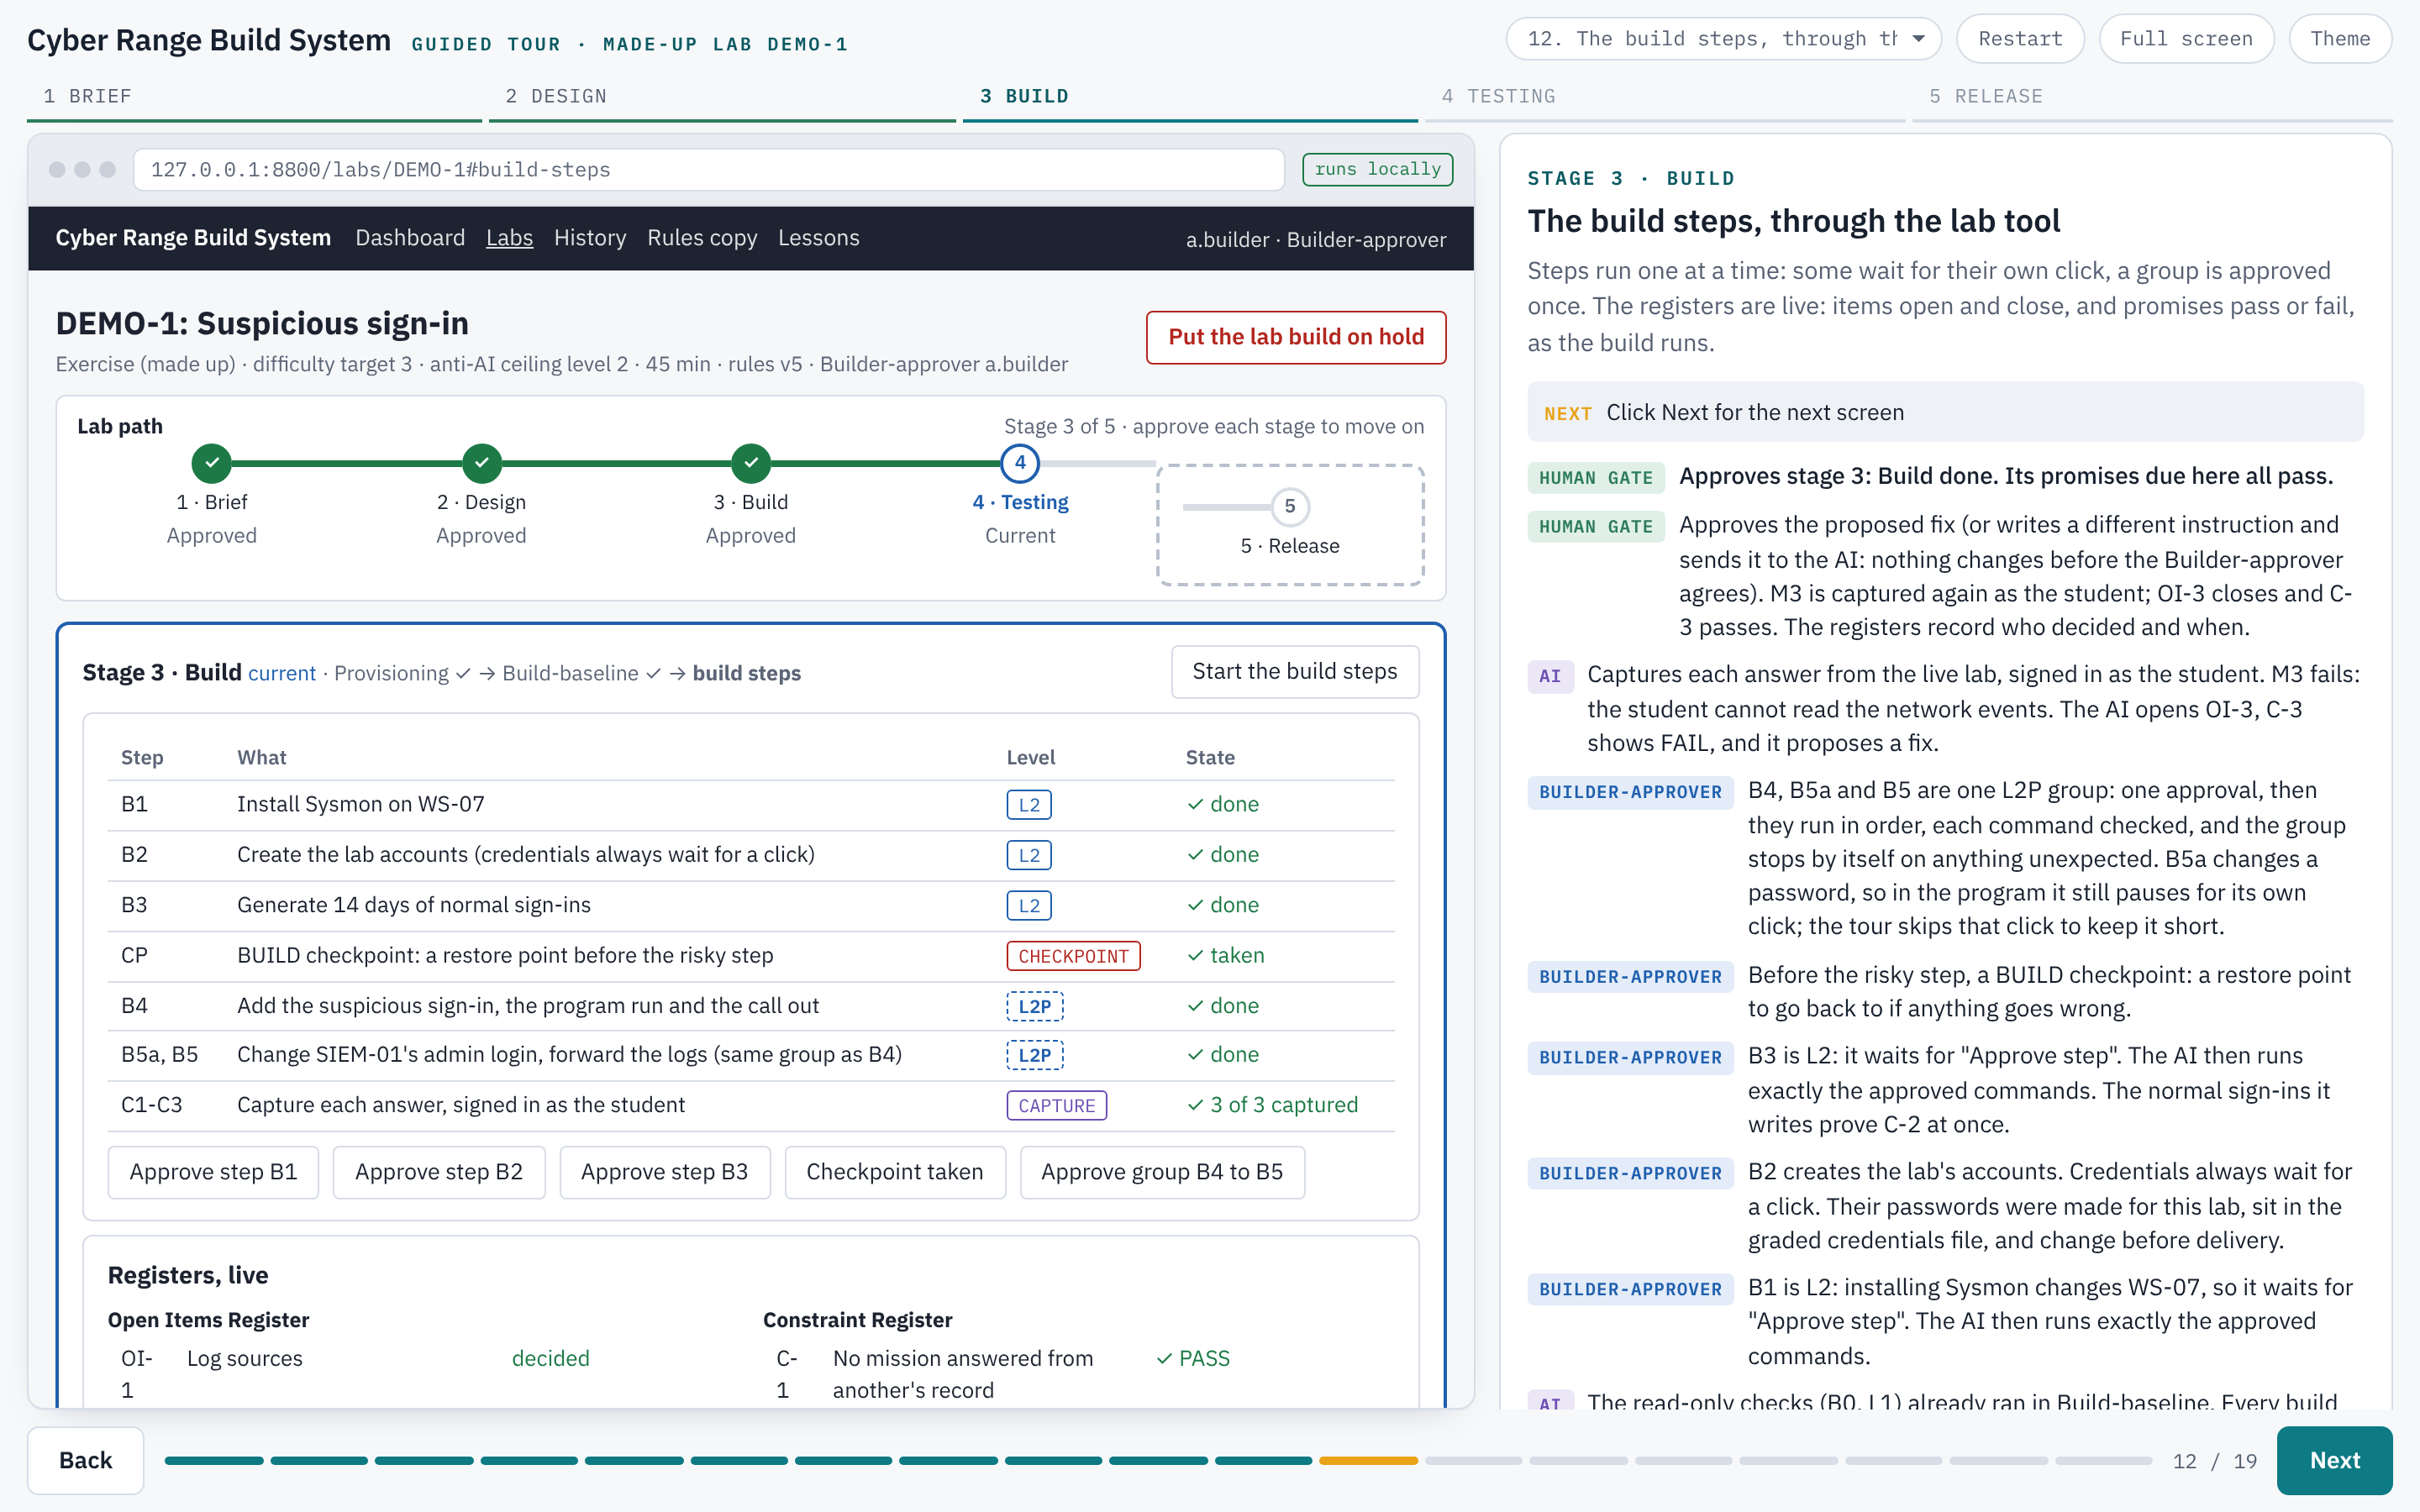 Cyber Range Build System GUIDED TOUR · MADE-UP LAB DEMO-1
12. The build steps, through th
Restart
Full screen
Theme
1 BRIEF
2 DESIGN
3 BUILD
4 TESTING
5 RELEASE
127.0.0.1:8800/labs/DEMO-1#build-steps
runs locally
Cyber Range Build System Dashboard Labs History Rules copy Lessons
a.builder · Builder-approver
DEMO-1: Suspicious sign-in
Put the lab build on hold
Exercise (made up) · difficulty target 3 · anti-AI ceiling level 2 · 45 min · rules v5 · Builder-approver a.builder
Lab path
Stage 3 of 5 · approve each stage to move on
✓ ✓ ✓ 4 5
1 · Brief
Approved
2 · Design
Approved
3 · Build
Approved
4 · Testing
Current
5 · Release
Stage 3 · Build current · Provisioning ✓ → Build-baseline ✓ → build steps
Start the build steps
Step What Level State
B1 Install Sysmon on WS-07 L2 ✓ done
B2 Create the lab accounts (credentials always wait for a click) L2 ✓ done
B3 Generate 14 days of normal sign-ins L2 ✓ done
CP BUILD checkpoint: a restore point before the risky step CHECKPOINT ✓ taken
B4 Add the suspicious sign-in, the program run and the call out L2P ✓ done
B5a, B5 Change SIEM-01's admin login, forward the logs (same group as B4) L2P ✓ done
C1-C3 Capture each answer, signed in as the student CAPTURE ✓ 3 of 3 captured
Approve step B1
Approve step B2
Approve step B3
Checkpoint taken
Approve group B4 to B5
Registers, live
Open Items Register
OI-
1
Log sources
decided
Constraint Register
C-
1
No mission answered from
another's record
✓ PASS
STAGE 3 · BUILD
The build steps, through the lab tool
Steps run one at a time: some wait for their own click, a group is approved
once. The registers are live: items open and close, and promises pass or fail,
as the build runs.
NEXT Click Next for the next screen
HUMAN GATE Approves stage 3: Build done. Its promises due here all pass.
HUMAN GATE Approves the proposed fix (or writes a different instruction and
sends it to the AI: nothing changes before the Builder-approver
agrees). M3 is captured again as the student; OI-3 closes and C-
3 passes. The registers record who decided and when.
AI Captures each answer from the live lab, signed in as the student. M3 fails:
the student cannot read the network events. The AI opens OI-3, C-3
shows FAIL, and it proposes a fix.
BUILDER-APPROVER B4, B5a and B5 are one L2P group: one approval, then
they run in order, each command checked, and the group
stops by itself on anything unexpected. B5a changes a
password, so in the program it still pauses for its own
click; the tour skips that click to keep it short.
BUILDER-APPROVER Before the risky step, a BUILD checkpoint: a restore point
to go back to if anything goes wrong.
BUILDER-APPROVER B3 is L2: it waits for "Approve step". The AI then runs
exactly the approved commands. The normal sign-ins it
writes prove C-2 at once.
BUILDER-APPROVER B2 creates the lab's accounts. Credentials always wait for
a click. Their passwords were made for this lab, sit in the
graded credentials file, and change before delivery.
BUILDER-APPROVER B1 is L2: installing Sysmon changes WS-07, so it waits for
"Approve step". The AI then runs exactly the approved
commands.
AI The read-only checks (B0, L1) already ran in Build-baseline. Every build
Back
12 / 19
Next